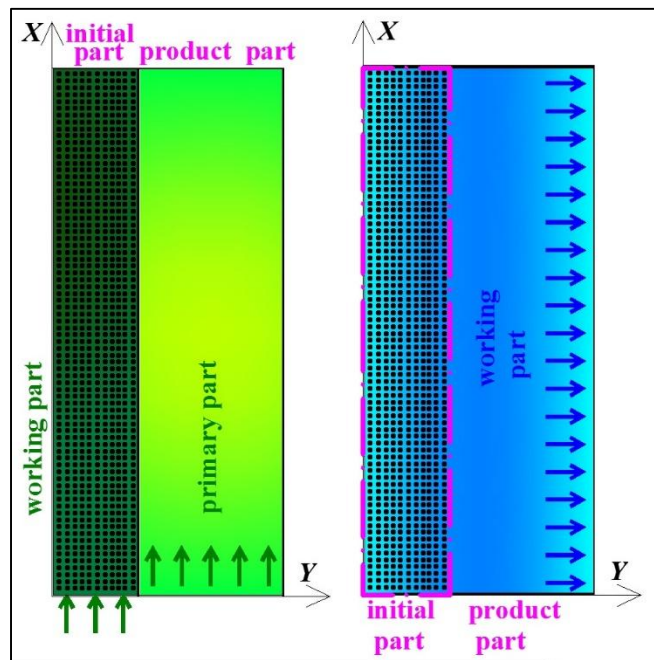 X
initial
part product part
working part
primary part
Y
X
working
part
Y
initial product
part part